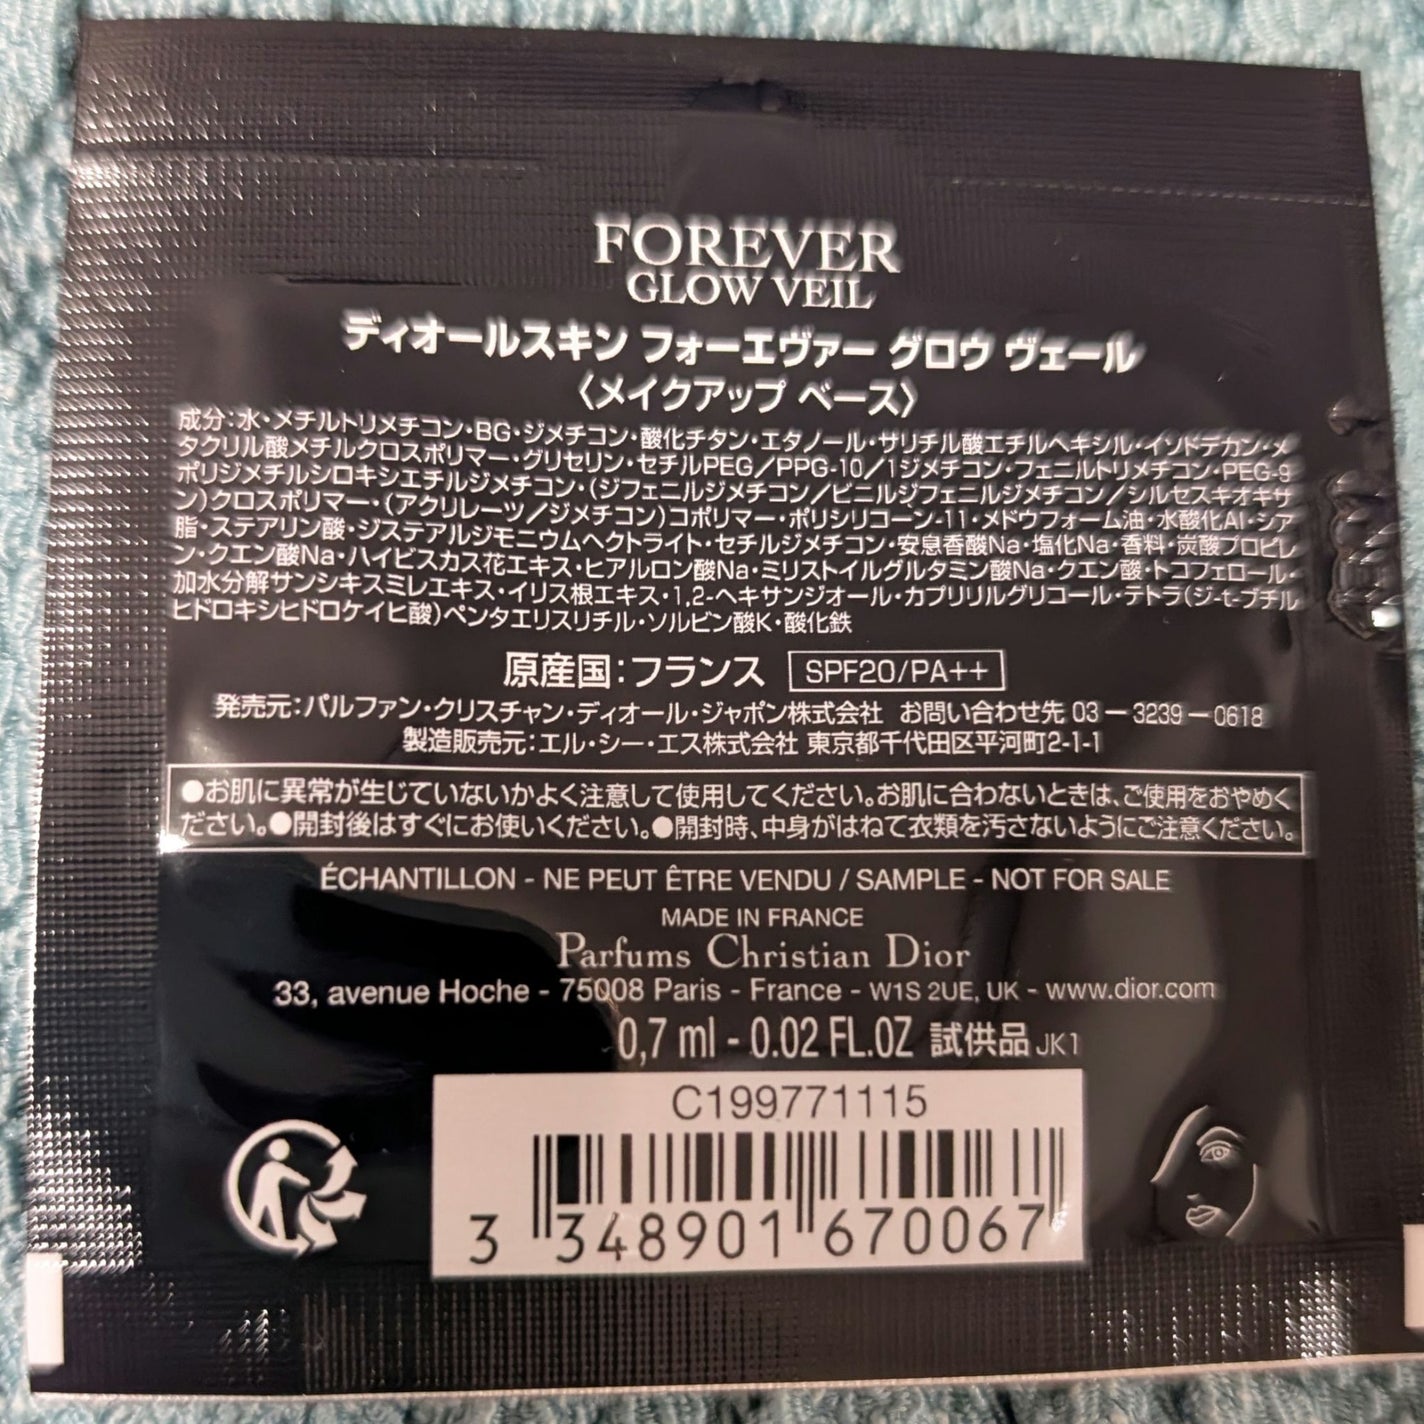 FOREVER
GLOW VEIL
ディオールスキン フォーエヴァー グロウ ヴェール
〈メイクアップ ベース〉
成分：水・メチルトリメチコン・BG・ジメチコン・酸化チタン・エタノール・サリチル酸エチルヘキシル・イソドデカン・メ
タクリル酸メチルクロスポリマー・グリセリン・セチルPEG／PPG-10／1ジメチコン・フェニルトリメチコン・PEG-9
ポリジメチルシロキシエチルジメチコン・(ジフェニルジメチコン／ビニルジフェニルジメチコン／シルセスキオキサ
ン)クロスポリマー・(アクリレーツ／ジメチコン)コポリマー・ポリシリコーン-11・メドウフォーム油・水酸化Al・シア
脂・ステアリン酸・ジステアルジモニウムヘクトライト・セチルジメチコン・安息香酸Na・塩化Na・香料・炭酸プロピレ
ン・クエン酸Na・ハイビスカス花エキス・ヒアルロン酸Na・ミリストイルグルタミン酸Na・クエン酸・トコフェロール・
加水分解サンシキスミレエキス・イリス根エキス・1,2-ヘキサンジオール・カプリリルグリコール・テトラ(ジ-t-ブチル
ヒドロキシヒドロケイヒ酸)ペンタエリスリチル・ソルビン酸K・酸化鉄
原産国：フランス SPF20/PA++
発売元：パルファン・クリスチャン・ディオール・ジャポン株式会社 お問い合わせ先 03－3239－0618
製造販売元：エル・シー・エス株式会社 東京都千代田区平河町2-1-1
●お肌に異常が生じていないかよく注意して使用してください。お肌に合わないときは、ご使用をおやめく
ださい。●開封後はすぐにお使いください。●開封時、中身がはねて衣類を汚さないようにご注意ください。
ÉCHANTILLON - NE PEUT ÊTRE VENDU / SAMPLE - NOT FOR SALE
MADE IN FRANCE
Parfums Christian Dior
33, avenue Hoche - 75008 Paris - France - W1S 2UE, UK - www.dior.com
0,7 ml - 0.02 FL.OZ 試供品 JK1
C199771115
3 348901 670067